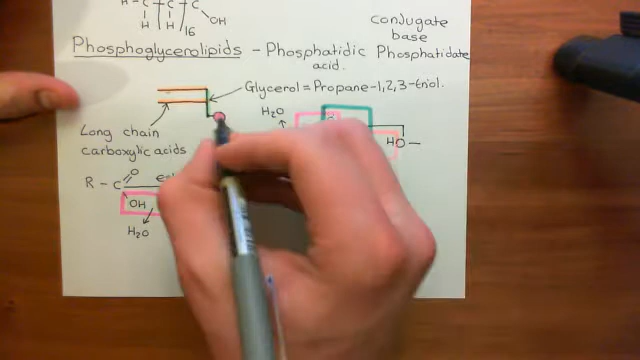 H-C-C-C
OH
H H 16
conjugate
base
Phosphoglycerolipids - Phosphatidic Phosphatidate
acid.
Glycerol = Propane-1,2,3-triol.
H₂O
Long chain
carboxylic acids
HO
R-C
O
OH
H₂O